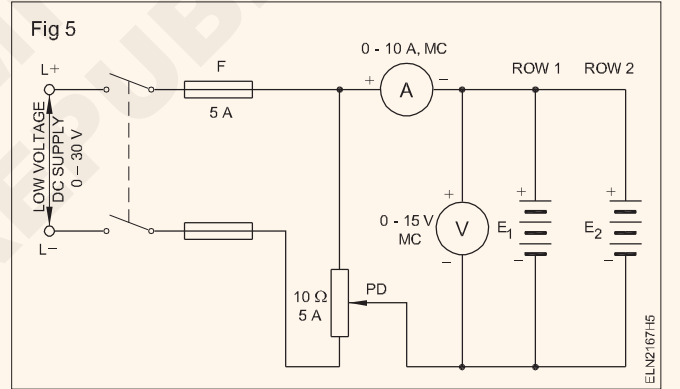 Fig 5
0 - 10 A, MC
ROW 1
ROW 2
L+
F
+
A
−
5 A
LOW VOLTAGE
DC SUPPLY
0 – 30 V
+
+
+
0 - 15 V
MC
V
E1
E2
L−
−
−
−
10 Ω
5 A
PD
ELN2167H5